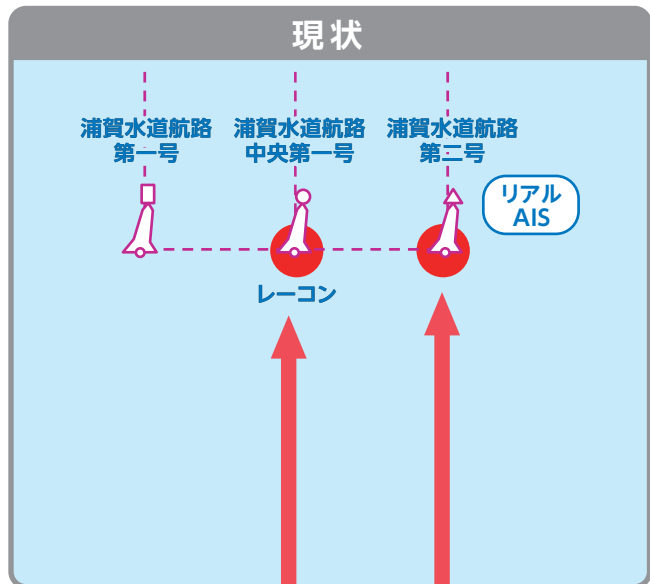 現状
浦賀水道航路
第一号
浦賀水道航路
中央第一号
浦賀水道航路
第二号
リアル
AIS
レーコン